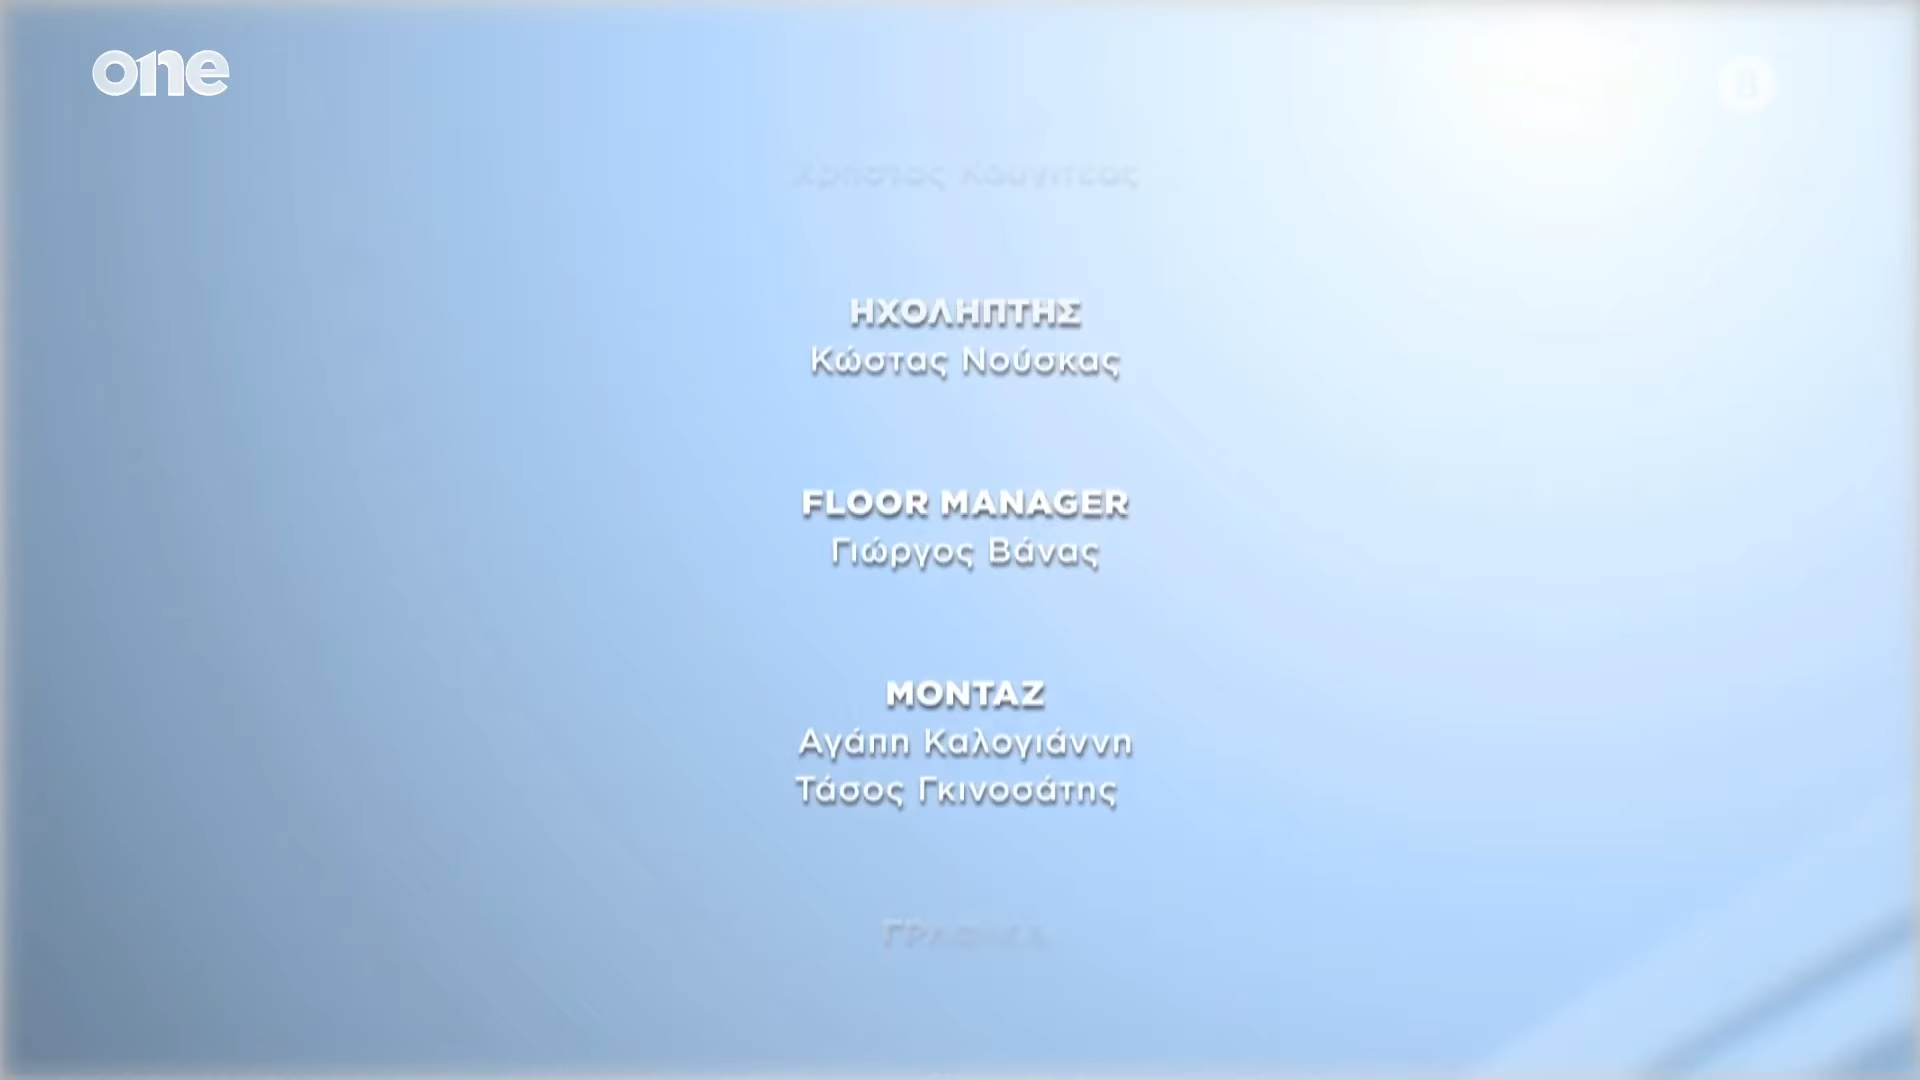 one
ΗΧΟΛΗΠΤΗΣ
Κώστας Νούσκας
FLOOR MANAGER
Γιώργος Βάνας
ΜΟΝΤΑΖ
Αγάπη Καλογιάννη
Τάσος Γκινοσάτης